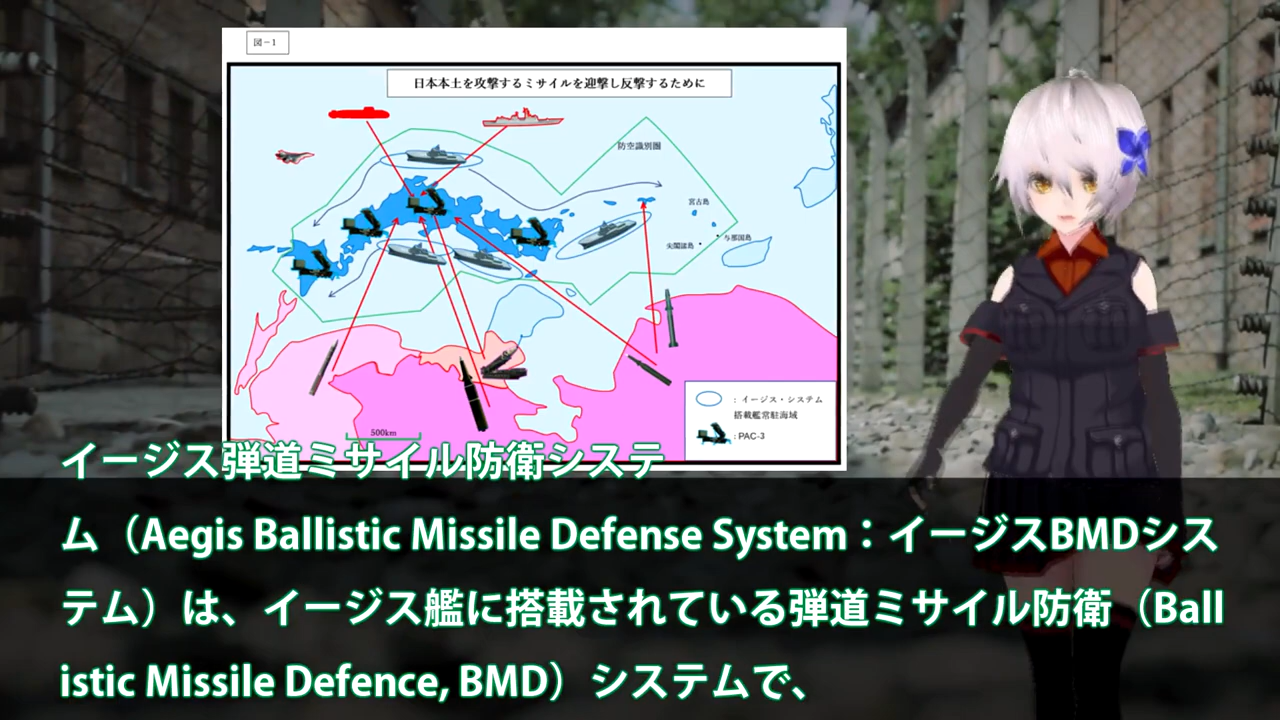 図－1
日本本土を攻撃するミサイルを迎撃し反撃するために
防空識別圏
宮古島
尖閣諸島
与那国島
500km
：イージス・システム
搭載艦常駐海域
：PAC-3
イージス弾道ミサイル防衛システ
ム（Aegis Ballistic Missile Defense System：イージスBMDシス
テム）は、イージス艦に搭載されている弾道ミサイル防衛（Ball
istic Missile Defence, BMD）システムで、